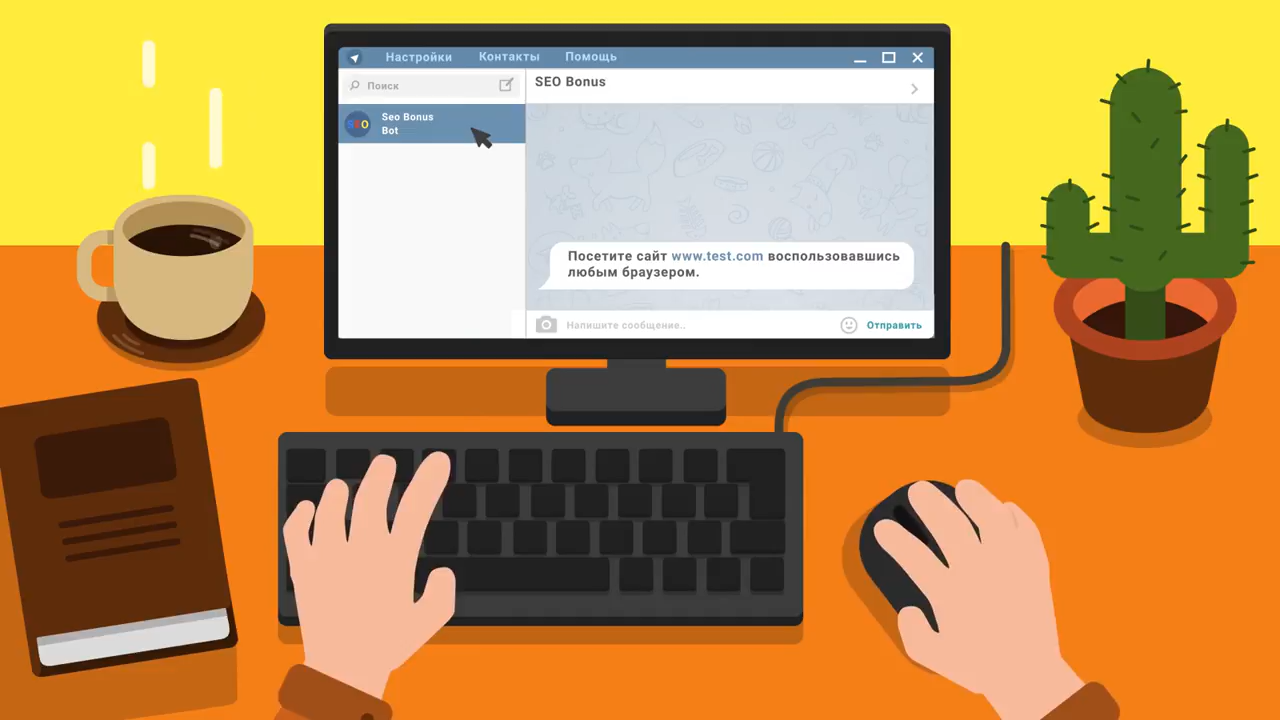 Настройки Контакты Помощь
Поиск
SEO Bonus
SEO
Seo Bonus
Bot
Посетите сайт www.test.com воспользовавшись
любым браузером.
Напишите сообщение..
Отправить